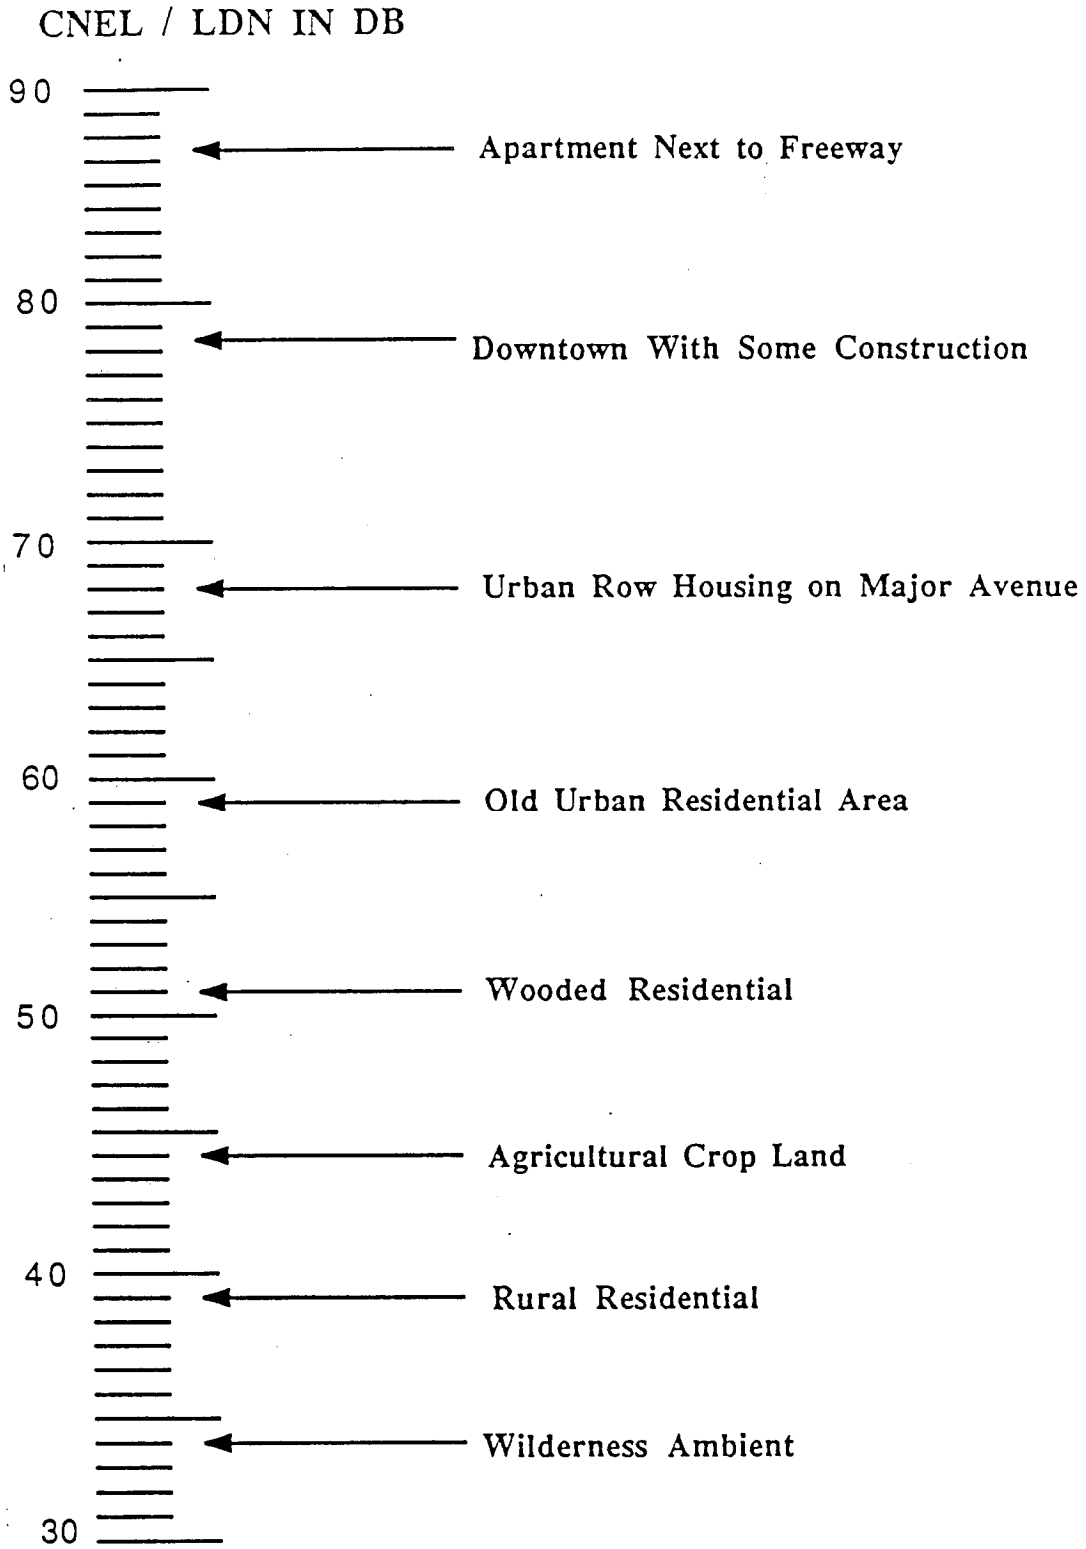 CNEL / LDN IN DB
90
Apartment Next to Freeway
80
Downtown With Some Construction
70
Urban Row Housing on Major Avenue
60
Old Urban Residential Area
Wooded Residential
50
Agricultural Crop Land
40
Rural Residential
Wilderness Ambient
30